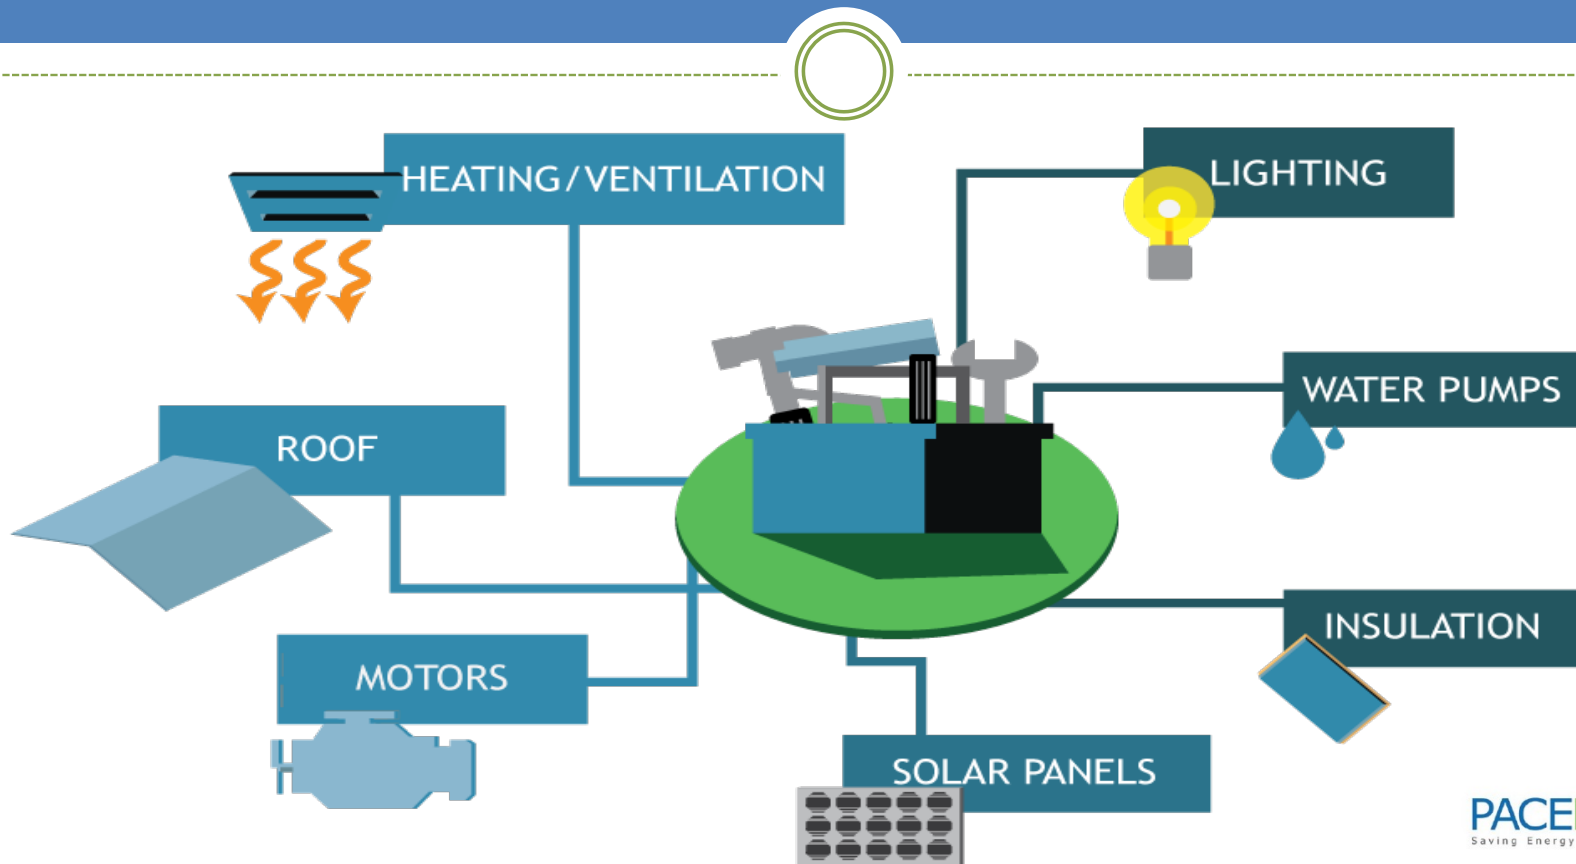 HEATING/VENTILATION
LIGHTING
WATER PUMPS
ROOF
INSULATION
MOTORS
SOLAR PANELS
PACE
Saving Energy